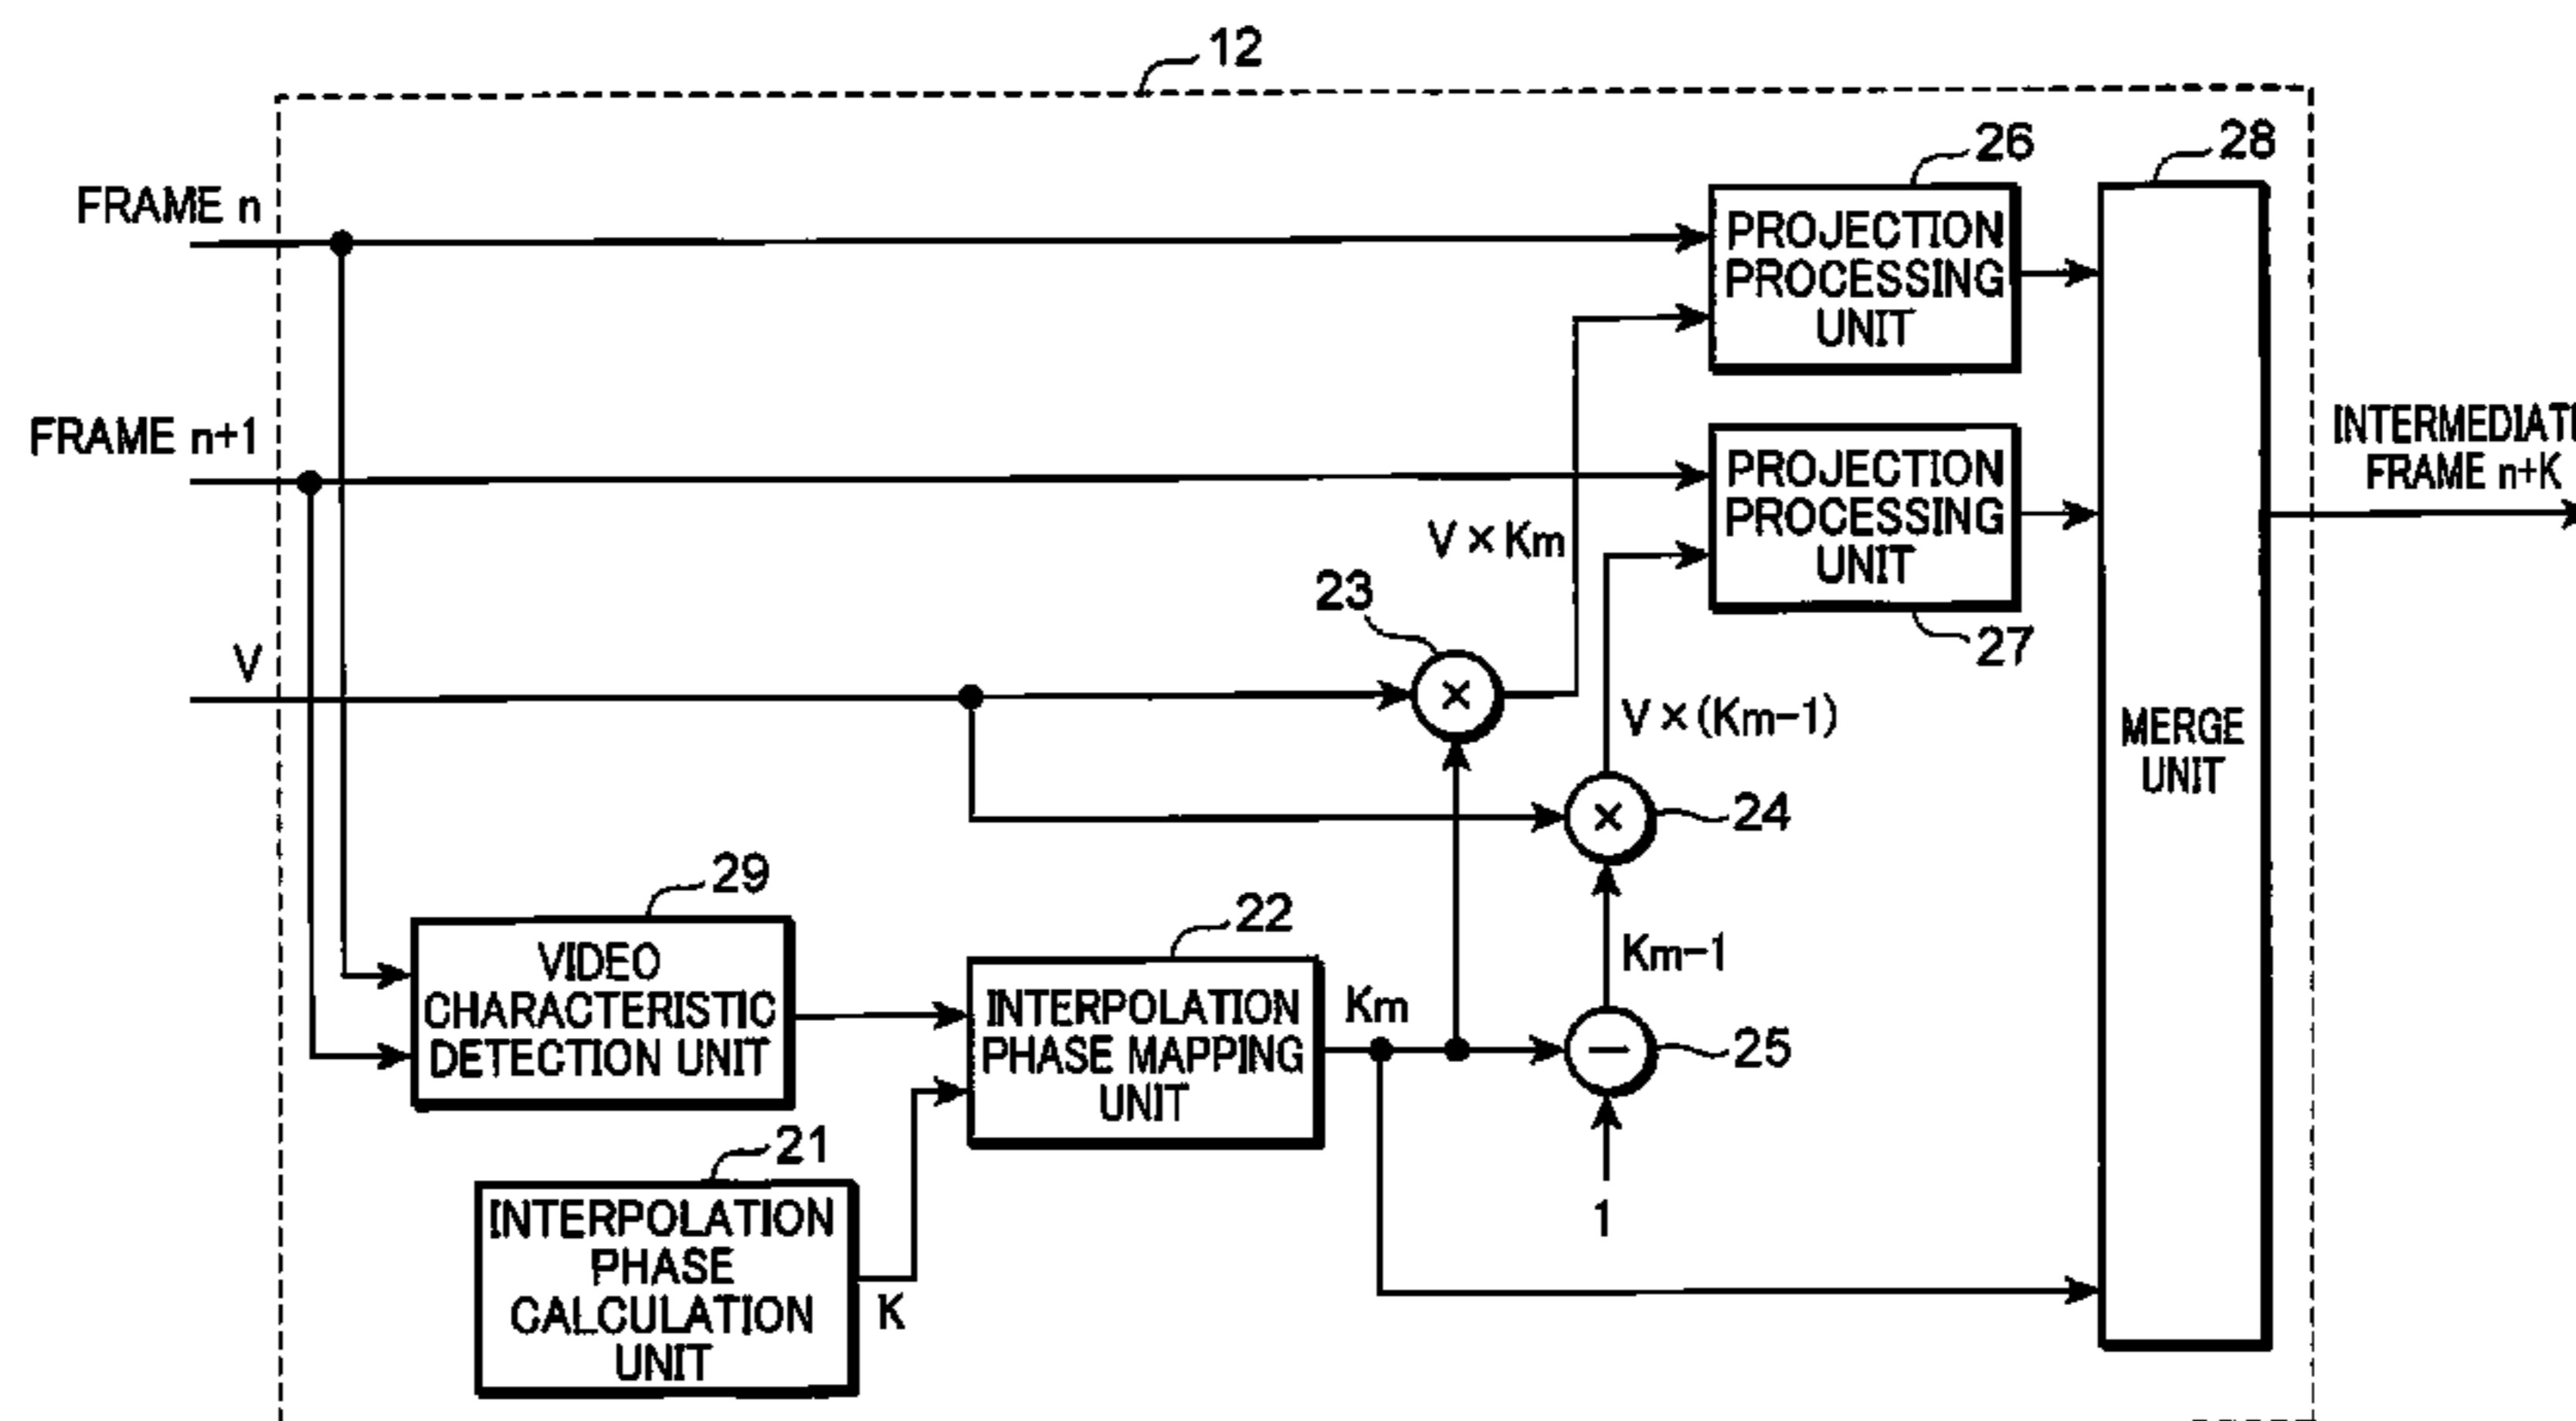 12
FRAME n
26
28
PROJECTION
PROCESSING
UNIT
FRAME n+1
PROJECTION
PROCESSING
UNIT
INTERMEDIAT
FRAME n+K
V × Km
23
27
V
×
V × (Km−1)
MERGE
UNIT
×
24
29
VIDEO
CHARACTERISTIC
DETECTION UNIT
22
INTERPOLATION
PHASE MAPPING
UNIT
Km
Km−1
−
25
21
INTERPOLATION
PHASE
CALCULATION
UNIT
K
1